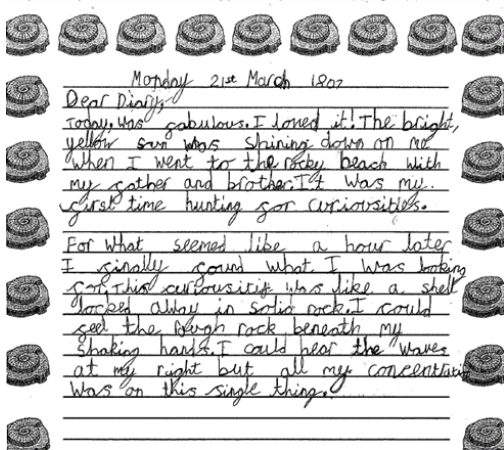 Monday 21st March 1807
Dear Diary,
Today, was fabulous. I loved it! The bright,
yellow sun was shining down on me
when I went to the rocky beach with
my father and brother. It was my
first time hunting for curiousities.
For what seemed like a hour later
I finally found what I was looking
for. This curiousitiy was like a shell
locked away in solid rock. I could
feel the rough rock beneath my
shaking hands. I could hear the waves
at my right but all my concentration
was on this single thing.